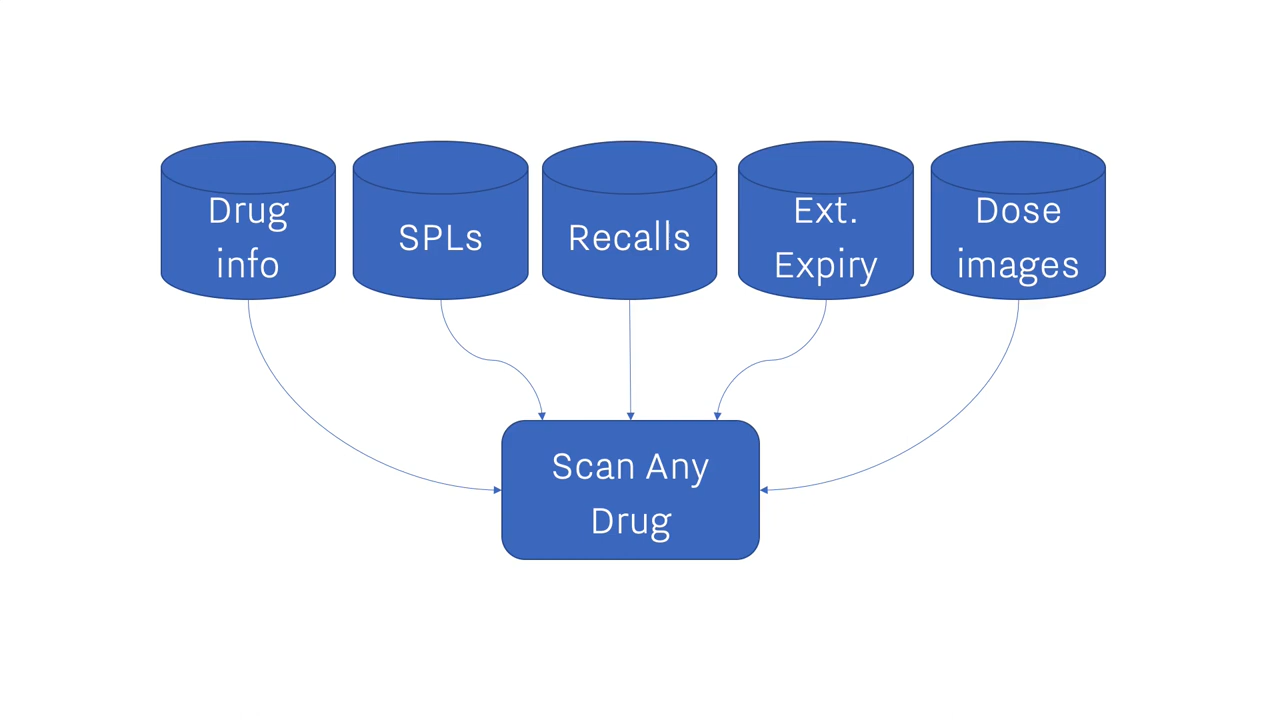 Drug
info
SPLs
Recalls
Ext.
Expiry
Dose
images
Scan Any
Drug